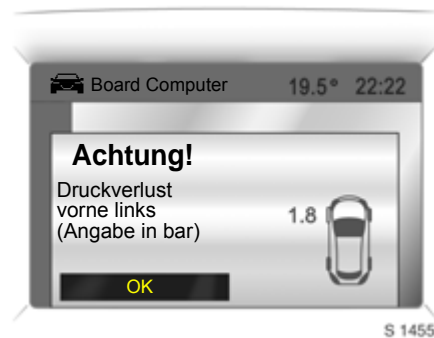 Board Computer 19.5° 22:22
Achtung!
Druckverlust
vorne links
(Angabe in bar)
1.8
OK
S 1455